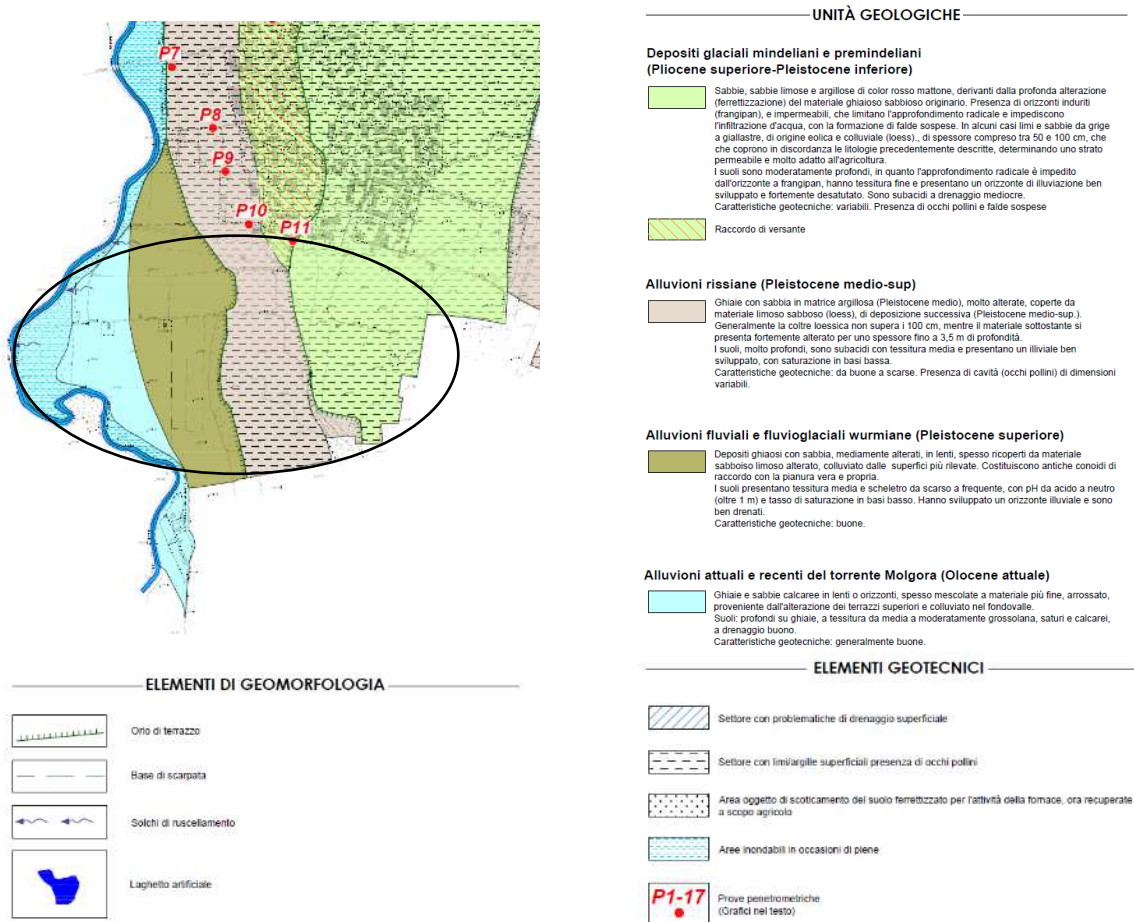 P7
P8
P9
P10
P11
UNITÀ GEOLOGICHE
Depositi glaciali mindeliani e premindeliani
(Pliocene superiore-Pleistocene inferiore)
Sabbie, sabbie limose e argillose di color rosso mattone, derivanti dalla profonda alterazione
(ferrettizzazione) del materiale ghiaioso sabbioso originario. Presenza di orizzonti induriti
(frangipan), e impermeabili, che limitano l'approfondimento radicale e impediscono
l'infiltrazione d'acqua, con la formazione di falde sospese. In alcuni casi limi e sabbie da grige
a giallastre, di origine eolica e colluviale (loess)., di spessore compreso tra 50 e 100 cm, che
che coprono in discordanza le litologie precedentemente descritte, determinando uno strato
permeabile e molto adatto all'agricoltura.
I suoli sono moderatamente profondi, in quanto l'approfondimento radicale è impedito
dall'orizzonte a frangipan, hanno tessitura fine e presentano un orizzonte di illuviazione ben
sviluppato e fortemente desatutato. Sono subacidi a drenaggio mediocre.
Caratteristiche geotecniche: variabili. Presenza di occhi pollini e falde sospese
Raccordo di versante
Alluvioni rissiane (Pleistocene medio-sup)
Ghiaie con sabbia in matrice argillosa (Pleistocene medio), molto alterate, coperte da
materiale limoso sabboso (loess), di deposizione successiva (Pleistocene medio-sup.).
Generalmente la coltre loessica non supera i 100 cm, mentre il materiale sottostante si
presenta fortemente alterato per uno spessore fino a 3,5 m di profondità.
I suoli, molto profondi, sono subacidi con tessitura media e presentano un illiviale ben
sviluppato, con saturazione in basi bassa.
Caratteristiche geotecniche: da buone a scarse. Presenza di cavità (occhi pollini) di dimensioni
variabili.
Alluvioni fluviali e fluvioglaciali wurmiane (Pleistocene superiore)
Depositi ghiaosi con sabbia, mediamente alterati, in lenti, spesso ricoperti da materiale
sabboiso limoso alterato, colluviato dalle superfici più rilevate. Costituiscono antiche conoidi di
raccordo con la pianura vera e propria.
I suoli presentano tessitura media e scheletro da scarso a frequente, con pH da acido a neutro
(oltre 1 m) e tasso di saturazione in basi basso. Hanno sviluppato un orizzonte illuviale e sono
ben drenati.
Caratteristiche geotecniche: buone.
Alluvioni attuali e recenti del torrente Molgora (Olocene attuale)
Ghiaie e sabbie calcaree in lenti o orizzonti, spesso mescolate a materiale più fine, arrossato,
proveniente dall'alterazione dei terrazzi superiori e colluviato nel fondovalle.
Suoli: profondi su ghiaie, a tessitura da media a moderatamente grossolana, saturi e calcarei,
a drenaggio buono.
Caratteristiche geotecniche: generalmente buone.
ELEMENTI DI GEOMORFOLOGIA
Orlo di terrazzo
Base di scarpata
Solchi di ruscellamento
Laghetto artificiale
ELEMENTI GEOTECNICI
Settore con problematiche di drenaggio superficiale
Settore con limi/argille superficiali presenza di occhi pollini
Area oggetto di scoticamento del suolo ferrettizzato per l'attività della fornace, ora recuperate
a scopo agricolo
Aree inondabili in occasioni di piene
P1-17
Prove penetrometriche
(Grafici nel testo)